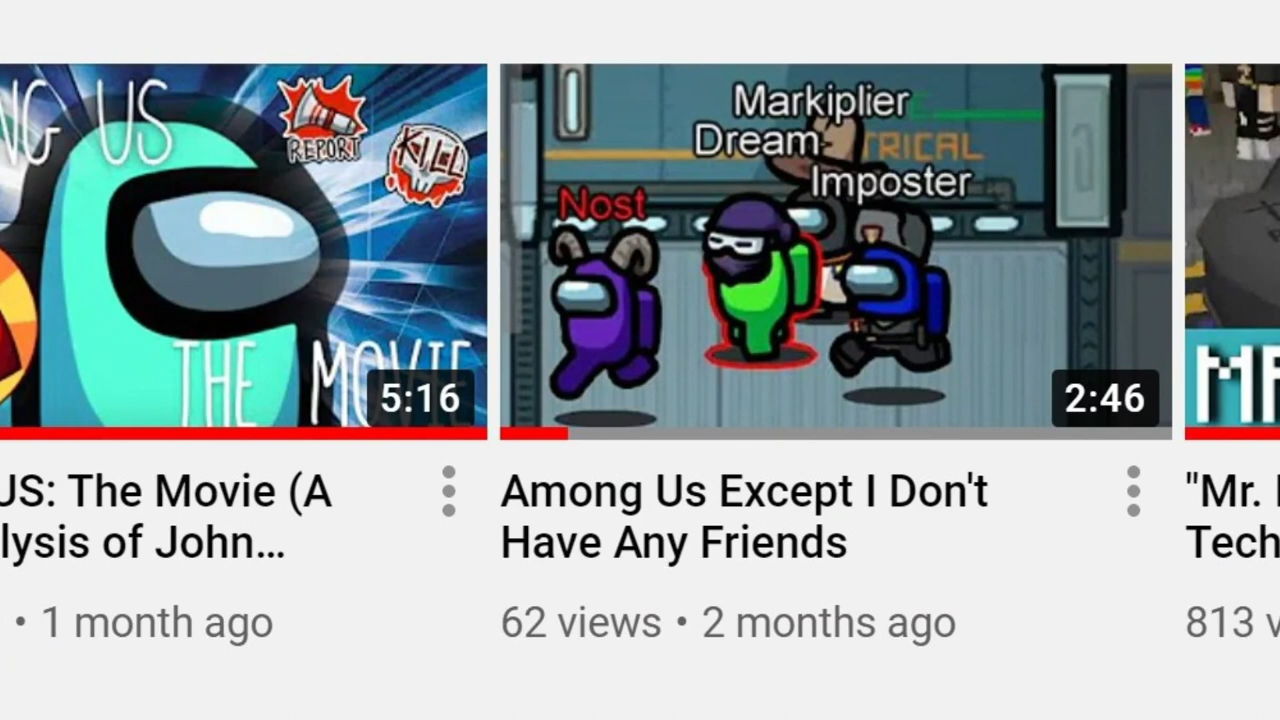 NG US
REPORT
KILL
THE MOVIE
5:16
US: The Movie (A
lysis of John...
• 1 month ago
Markiplier
Dream
TRICAL
Imposter
Nost
2:46
Among Us Except I Don't
Have Any Friends
62 views • 2 months ago
"Mr.
Tech
813 v